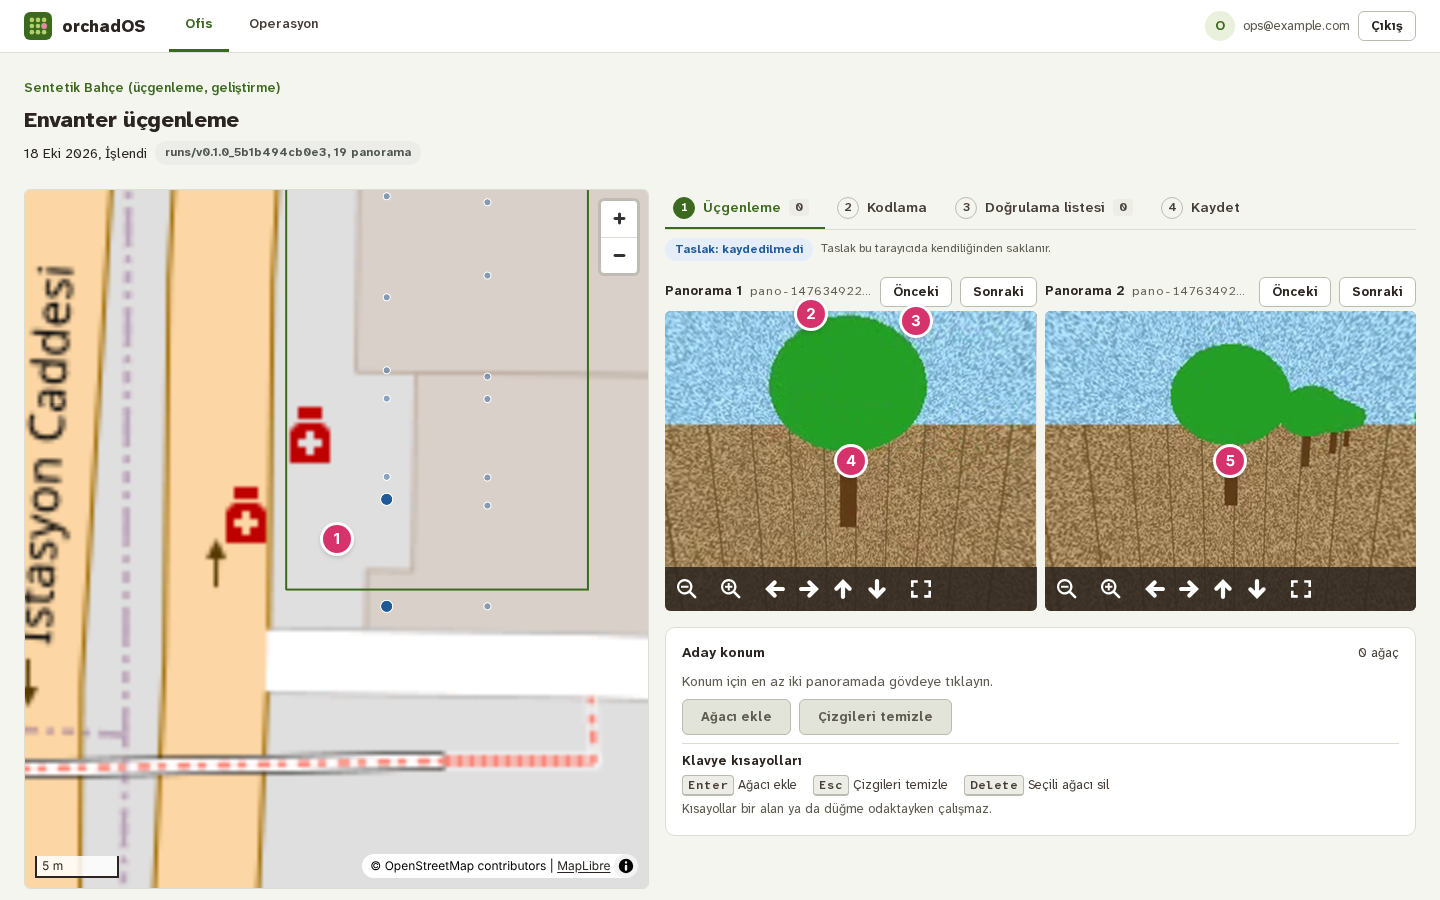 orchadOS
Ofis
Operasyon
O
ops@example.com
Çıkış
Sentetik Bahçe (üçgenleme, geliştirme)
Envanter üçgenleme
18 Eki 2026, İşlendi
runs/v0.1.0_5b1b494cb0e3, 19 panorama
İstasyon Caddesi
1
5 m
© OpenStreetMap contributors | MapLibre
1 Üçgenleme 0
2 Kodlama
3 Doğrulama listesi 0
4 Kaydet
Taslak: kaydedilmedi
Taslak bu tarayıcıda kendiliğinden saklanır.
Panorama 1 pano-147634922…
Önceki
Sonraki
Panorama 2 pano-14763492…
Önceki
Sonraki
2
3
4
5
Aday konum
0 ağaç
Konum için en az iki panoramada gövdeye tıklayın.
Ağacı ekle
Çizgileri temizle
Klavye kısayolları
Enter Ağacı ekle Esc Çizgileri temizle Delete Seçili ağacı sil
Kısayollar bir alan ya da düğme odaktayken çalışmaz.